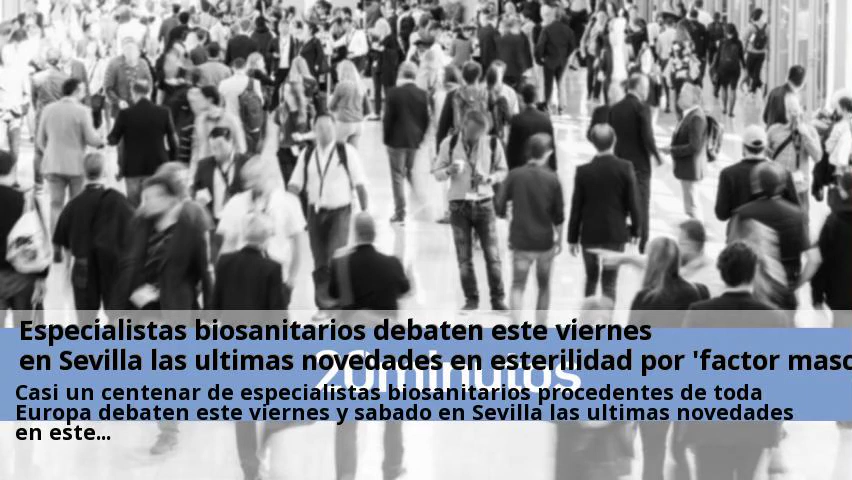 Especialistas biosanitarios debaten este viernes
en Sevilla las ultimas novedades en esterilidad por 'factor masc
20minutos
Casi un centenar de especialistas biosanitarios procedentes de toda
Europa debaten este viernes y sabado en Sevilla las ultimas novedades
en este...